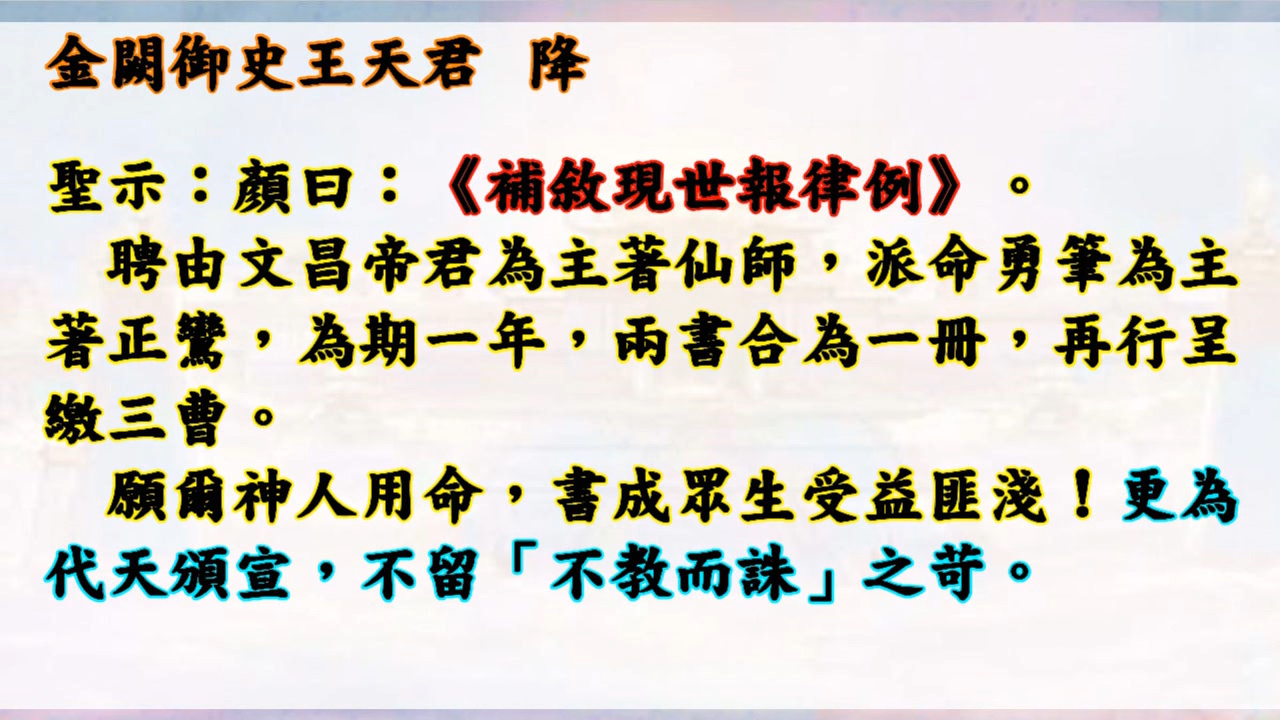 金闕御史王天君　降
聖示：顏曰：《補敘現世報律例》。
聘由文昌帝君為主著仙師，派命勇筆為主
著正鸞，為期一年，兩書合為一冊，再行呈
繳三曹。
願爾神人用命，書成眾生受益匪淺！更為
代天頒宣，不留「不教而誅」之苛。